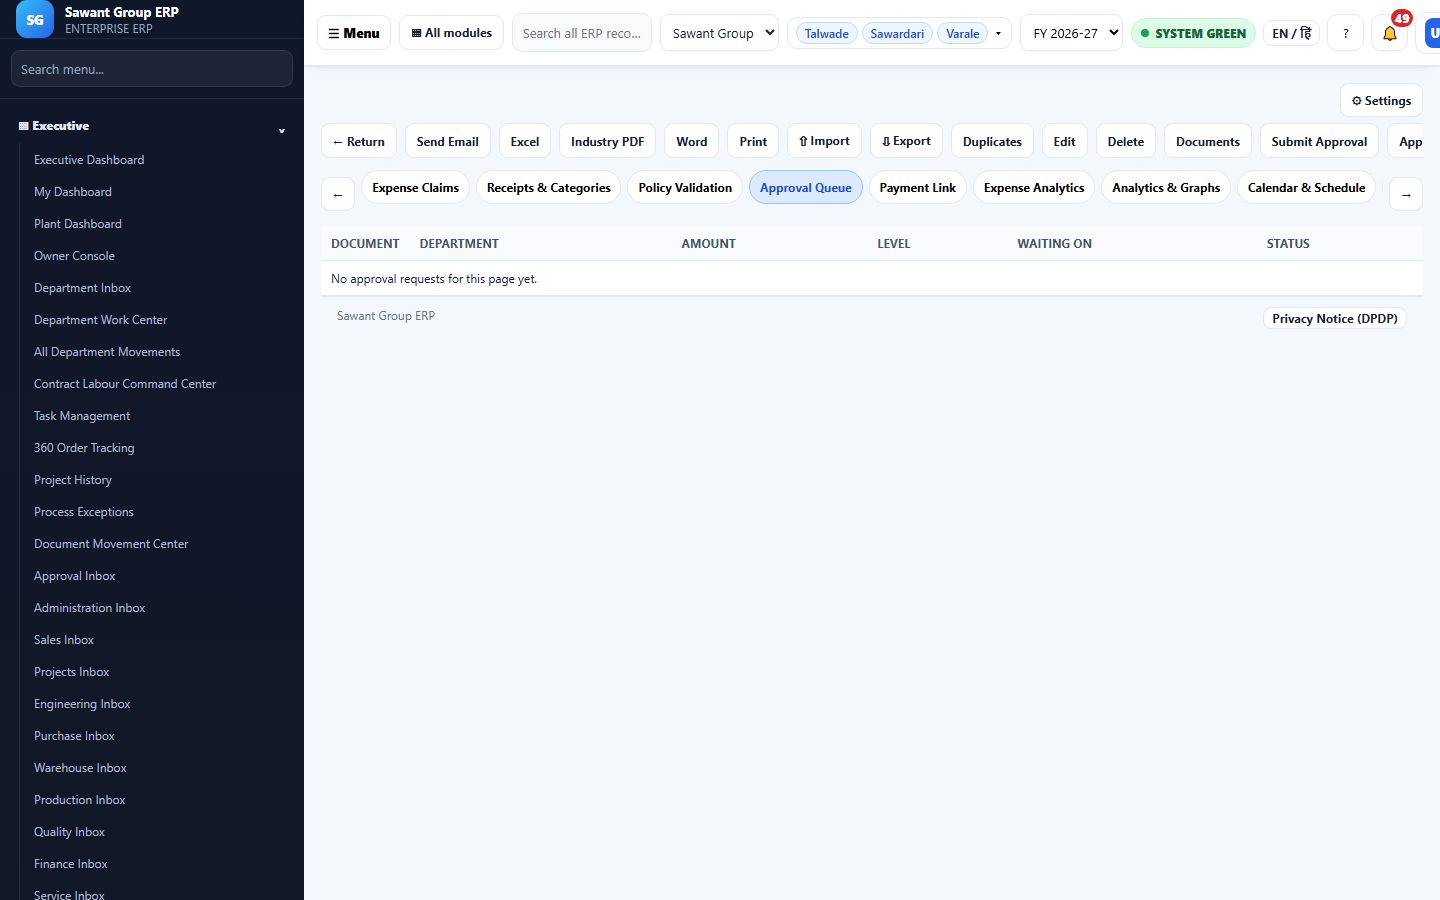 SG
Sawant Group ERP
ENTERPRISE ERP
Search menu...
Executive
Executive Dashboard
My Dashboard
Plant Dashboard
Owner Console
Department Inbox
Department Work Center
All Department Movements
Contract Labour Command Center
Task Management
360 Order Tracking
Project History
Process Exceptions
Document Movement Center
Approval Inbox
Administration Inbox
Sales Inbox
Projects Inbox
Engineering Inbox
Purchase Inbox
Warehouse Inbox
Production Inbox
Quality Inbox
Finance Inbox
Service Inbox
☰ Menu
All modules
Search all ERP reco...
Sawant Group
Talwade Sawardari Varale
FY 2026-27
SYSTEM GREEN
EN / हिं
?
49
U
⚙ Settings
← Return
Send Email
Excel
Industry PDF
Word
Print
⇧ Import
⇩ Export
Duplicates
Edit
Delete
Documents
Submit Approval
App
←
Expense Claims
Receipts & Categories
Policy Validation
Approval Queue
Payment Link
Expense Analytics
Analytics & Graphs
Calendar & Schedule
→
DOCUMENT DEPARTMENT AMOUNT LEVEL WAITING ON STATUS
No approval requests for this page yet.
Sawant Group ERP
Privacy Notice (DPDP)